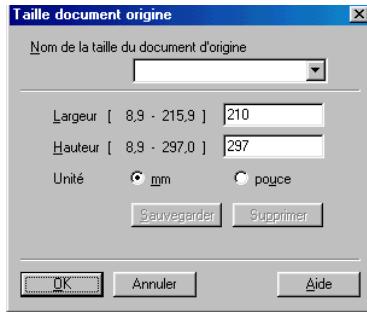 Taille document origine
Nom de la taille du document d'origine
Largeur [ 8,9 - 215,9 ] 210
Hauteur [ 8,9 - 297,0 ] 297
Unité mm pouce
Sauvegarder Supprimer
OK Annuler Aide